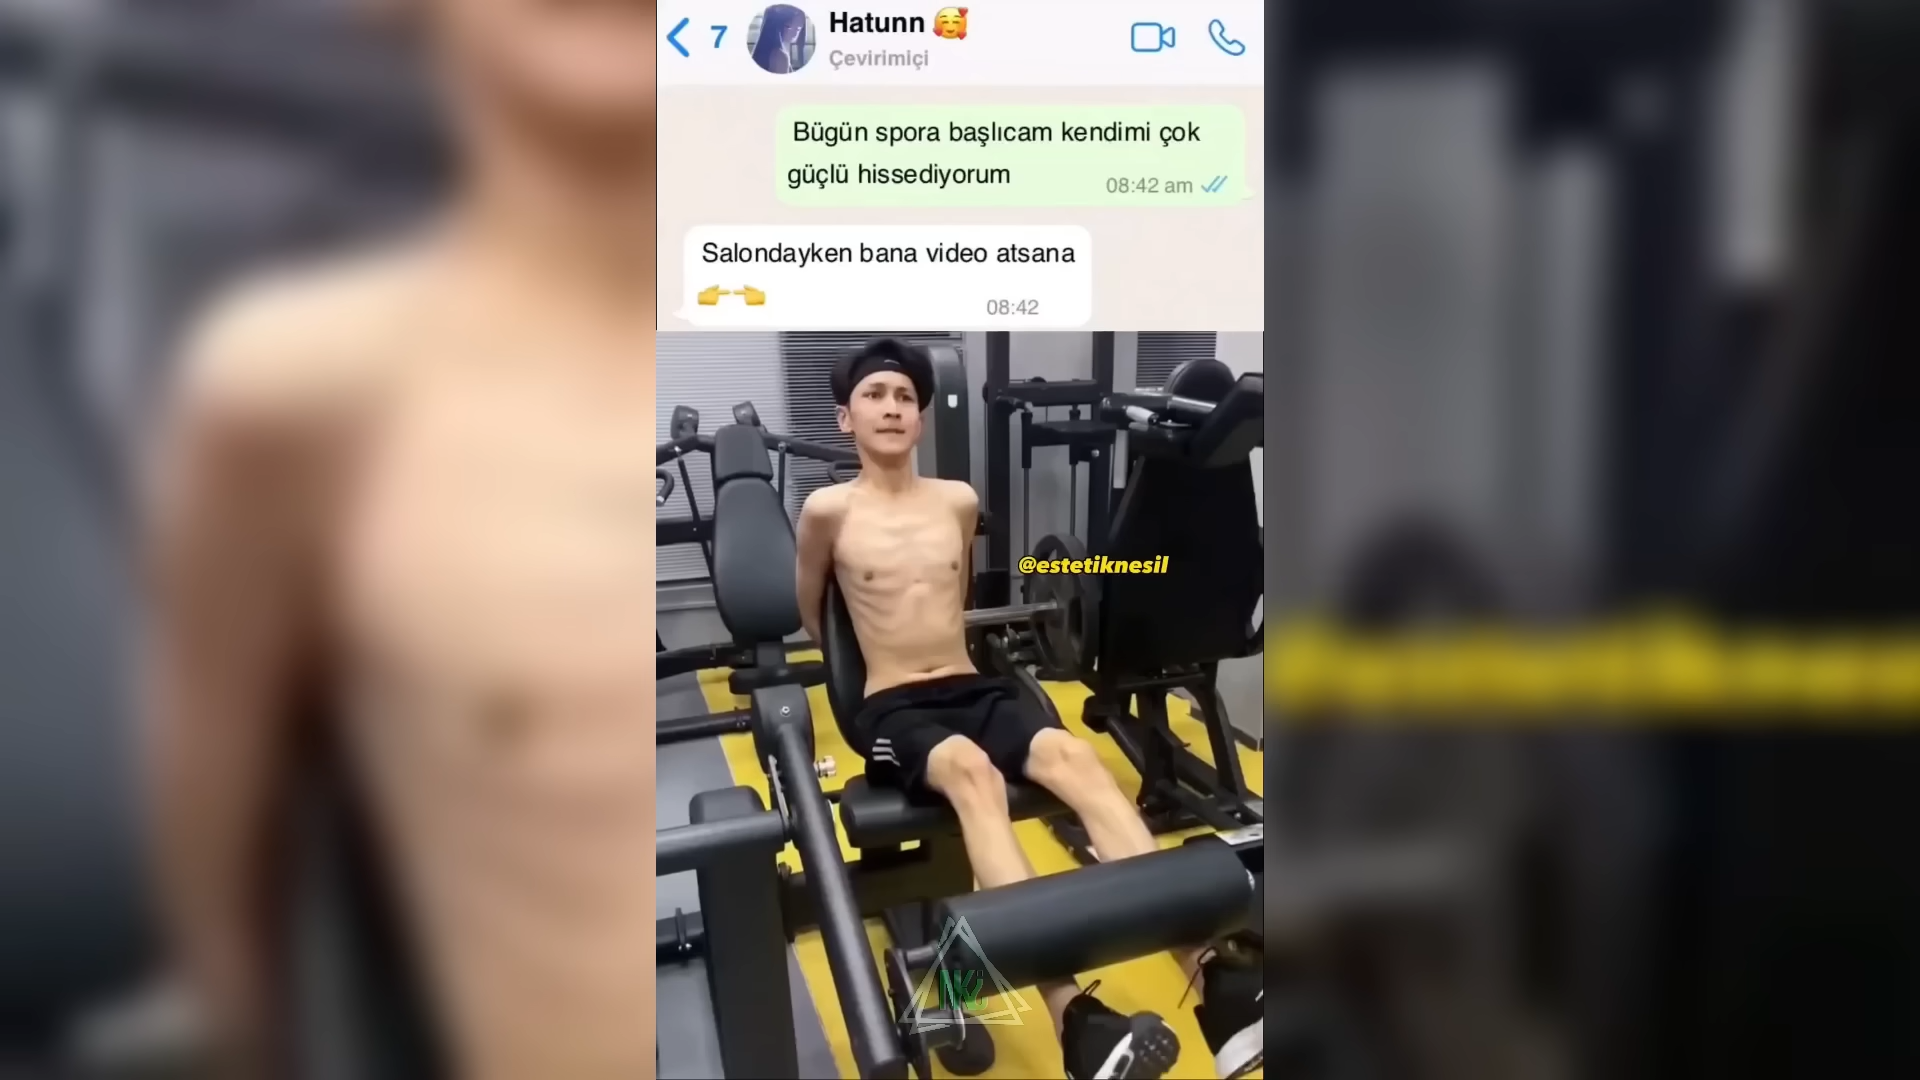 7
Hatunn 🥰
Çevirimiçi
Bügün spora başlıcam kendimi çok
güçlü hissediyorum
08:42 am
Salondayken bana video atsana
👉👈
08:42
@estetiknesil